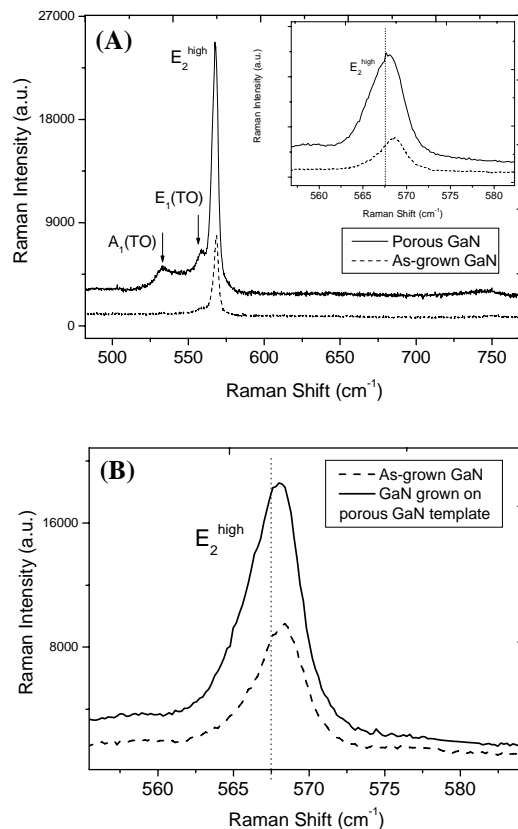 (A)
27000
18000
9000
0
Raman Intensity (a.u.)
E₂ʰⁱᵍʰ
E₁(TO)
A₁(TO)
500 550 600 650 700 750
Raman Shift (cm⁻¹)
Raman Intensity (a.u.)
E₂ʰⁱᵍʰ
560 565 570 575 580
Raman Shift (cm⁻¹)
Porous GaN
As-grown GaN
(B)
16000
8000
Raman Intensity (a.u.)
E₂ʰⁱᵍʰ
As-grown GaN
GaN grown on
porous GaN template
560 565 570 575 580
Raman Shift (cm⁻¹)